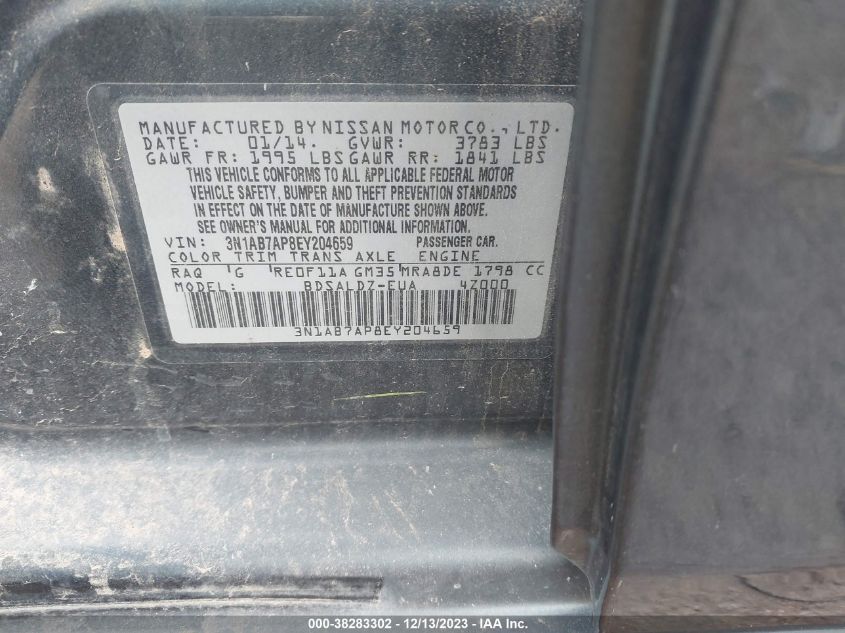 MANUFACTURED BY NISSAN MOTOR CO., LTD.
DATE: 01/14. GVWR: 3783 LBS
GAWR FR: 1995 LBS GAWR RR: 1841 LBS
THIS VEHICLE CONFORMS TO ALL APPLICABLE FEDERAL MOTOR
VEHICLE SAFETY, BUMPER AND THEFT PREVENTION STANDARDS
IN EFFECT ON THE DATE OF MANUFACTURE SHOWN ABOVE.
SEE OWNER'S MANUAL FOR ADDITIONAL INFORMATION.
VIN: 3N1AB7AP8EY204659 PASSENGER CAR.
COLOR TRIM TRANS AXLE ENGINE
RAQ G RE0F11A GM35 MRA8DE 1798 CC
MODEL: BDSALDZ-EUA 4Z000
3N1AB7AP8EY204659
000-38283302 - 12/13/2023 - IAA Inc.